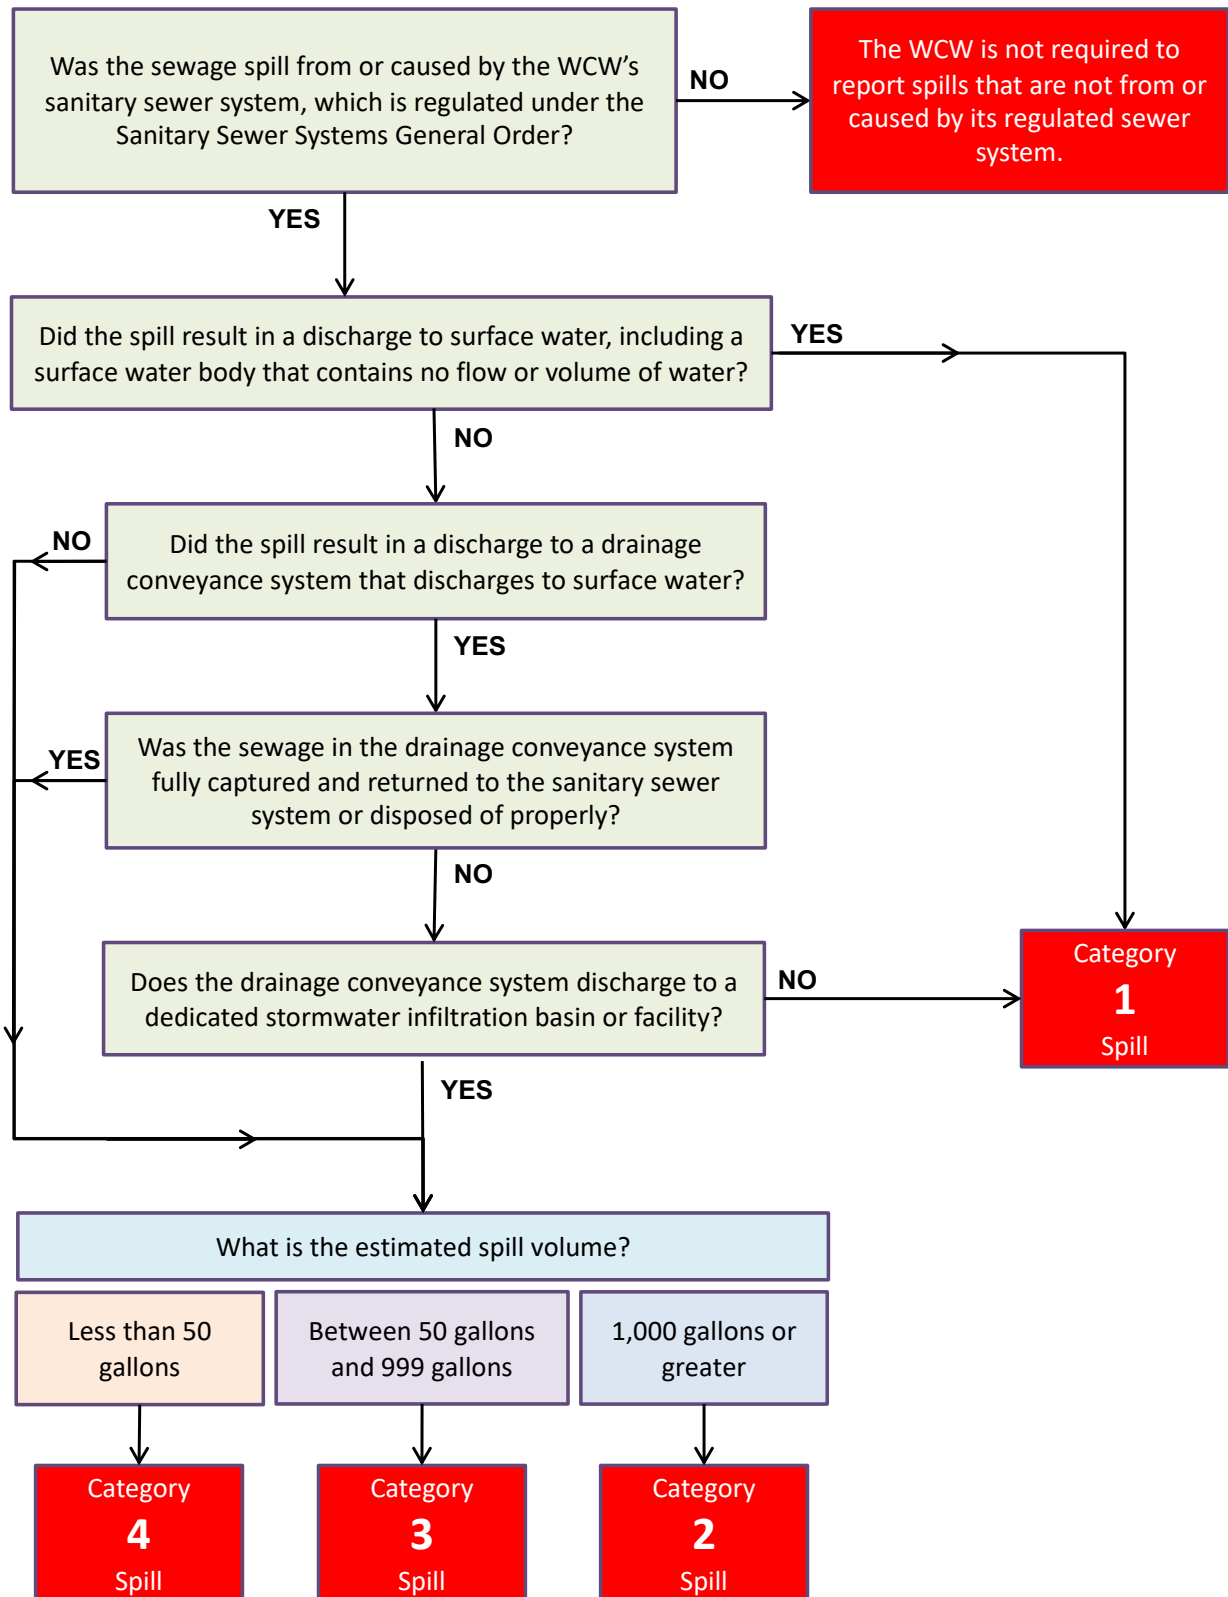 Was the sewage spill from or caused by the WCW's
sanitary sewer system, which is regulated under the
Sanitary Sewer Systems General Order?
NO
The WCW is not required to
report spills that are not from or
caused by its regulated sewer
system.
YES
Did the spill result in a discharge to surface water, including a
surface water body that contains no flow or volume of water?
YES
NO
NO
Did the spill result in a discharge to a drainage
conveyance system that discharges to surface water?
YES
YES
Was the sewage in the drainage conveyance system
fully captured and returned to the sanitary sewer
system or disposed of properly?
NO
Does the drainage conveyance system discharge to a
dedicated stormwater infiltration basin or facility?
NO
Category
1
Spill
YES
What is the estimated spill volume?
Less than 50
gallons
Between 50 gallons
and 999 gallons
1,000 gallons or
greater
Category
4
Spill
Category
3
Spill
Category
2
Spill